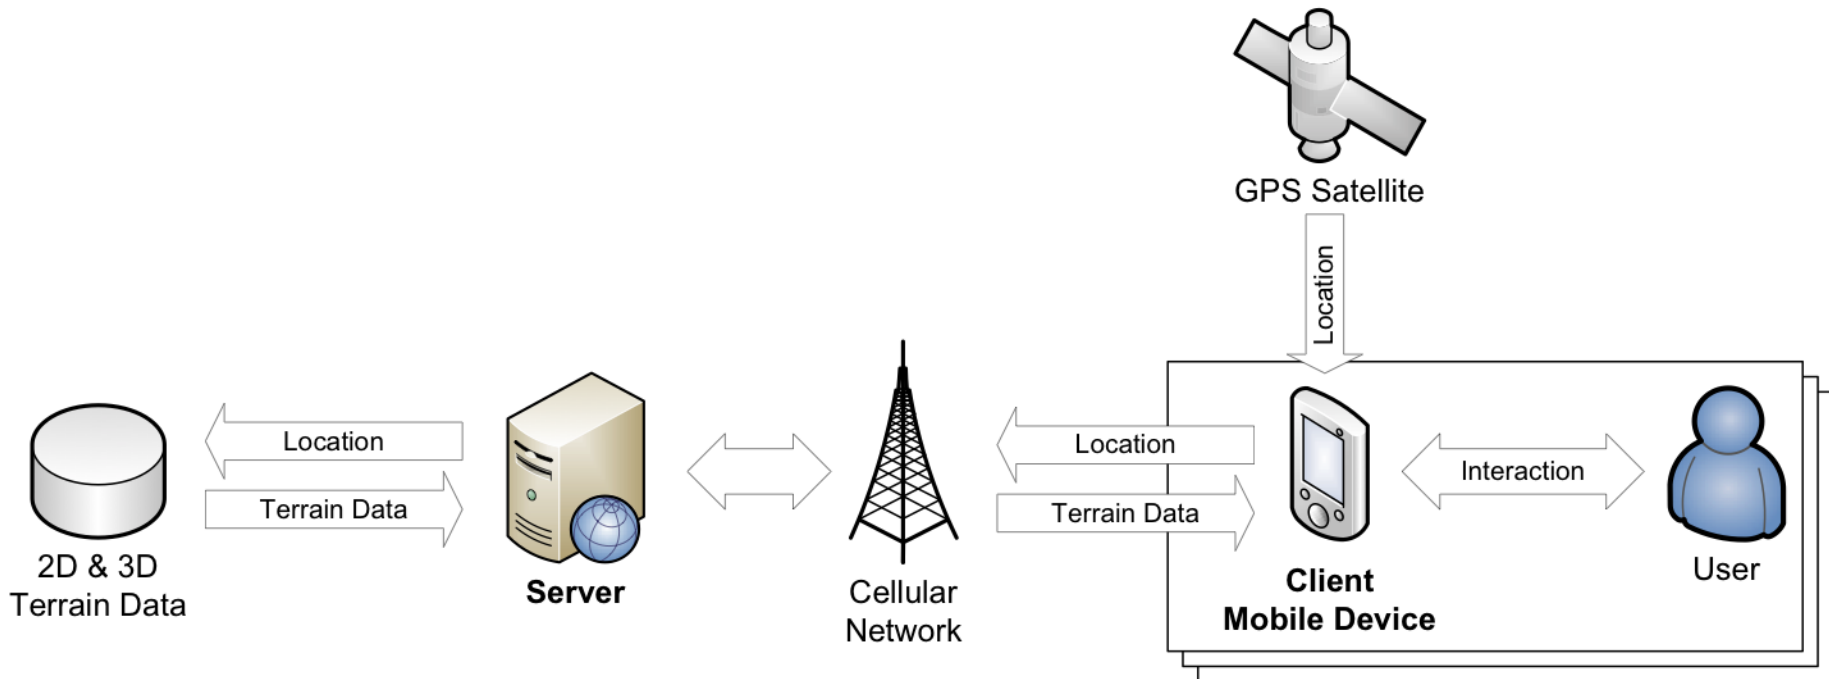 GPS Satellite
Location
Location
Terrain Data
Location
Terrain Data
Interaction
2D & 3D
Terrain Data
Server
Cellular
Network
Client
Mobile Device
User